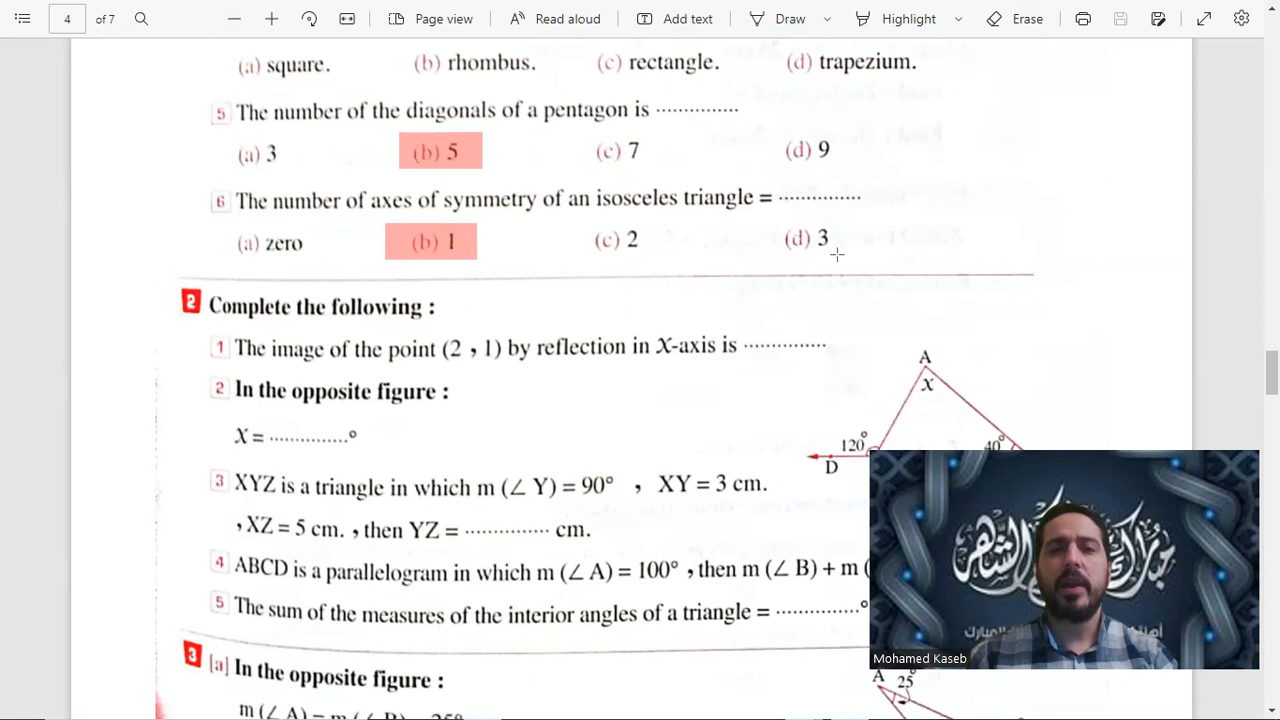 4 of 7 Page view Read aloud Add text Draw Highlight Erase
(a) square. (b) rhombus. (c) rectangle. (d) trapezium.
5 The number of the diagonals of a pentagon is ···············
(a) 3 (b) 5 (c) 7 (d) 9
6 The number of axes of symmetry of an isosceles triangle = ···············
(a) zero (b) 1 (c) 2 (d) 3
2 Complete the following :
1 The image of the point (2 , 1) by reflection in X-axis is ···············
2 In the opposite figure :
X = ···············°
A
X
120°
40°
D
3 XYZ is a triangle in which m (∠ Y) = 90° , XY = 3 cm.
, XZ = 5 cm. , then YZ = ··············· cm.
4 ABCD is a parallelogram in which m (∠ A) = 100° , then m (∠ B) + m (
5 The sum of the measures of the interior angles of a triangle = ···············°
المبارك
Mohamed Kaseb
3 [a] In the opposite figure :
A 25°